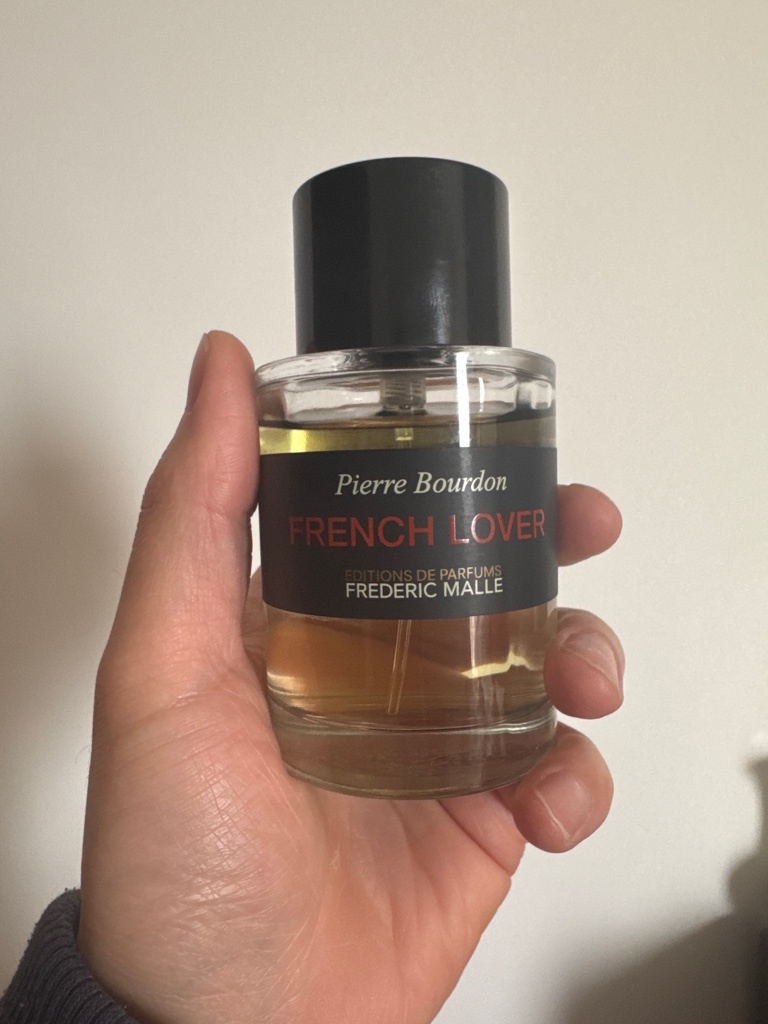 Pierre Bourdon
FRENCH LOVER
EDITIONS DE PARFUMS
FREDERIC MALLE